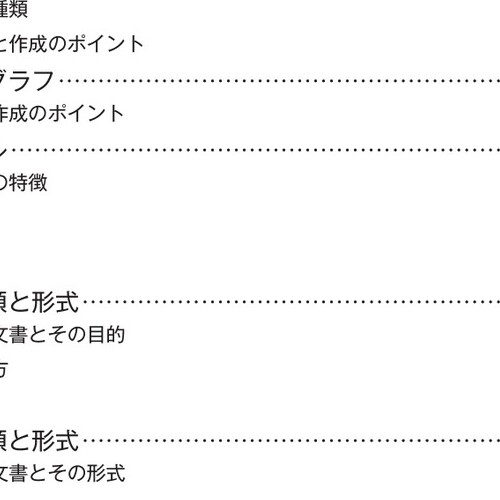 種類
と作成のポイント
グラフ……………………………………………………
作成のポイント
ン……………………………………………………………
の特徴
類と形式……………………………………………………
文書とその目的
方
類と形式……………………………………………………
文書とその形式